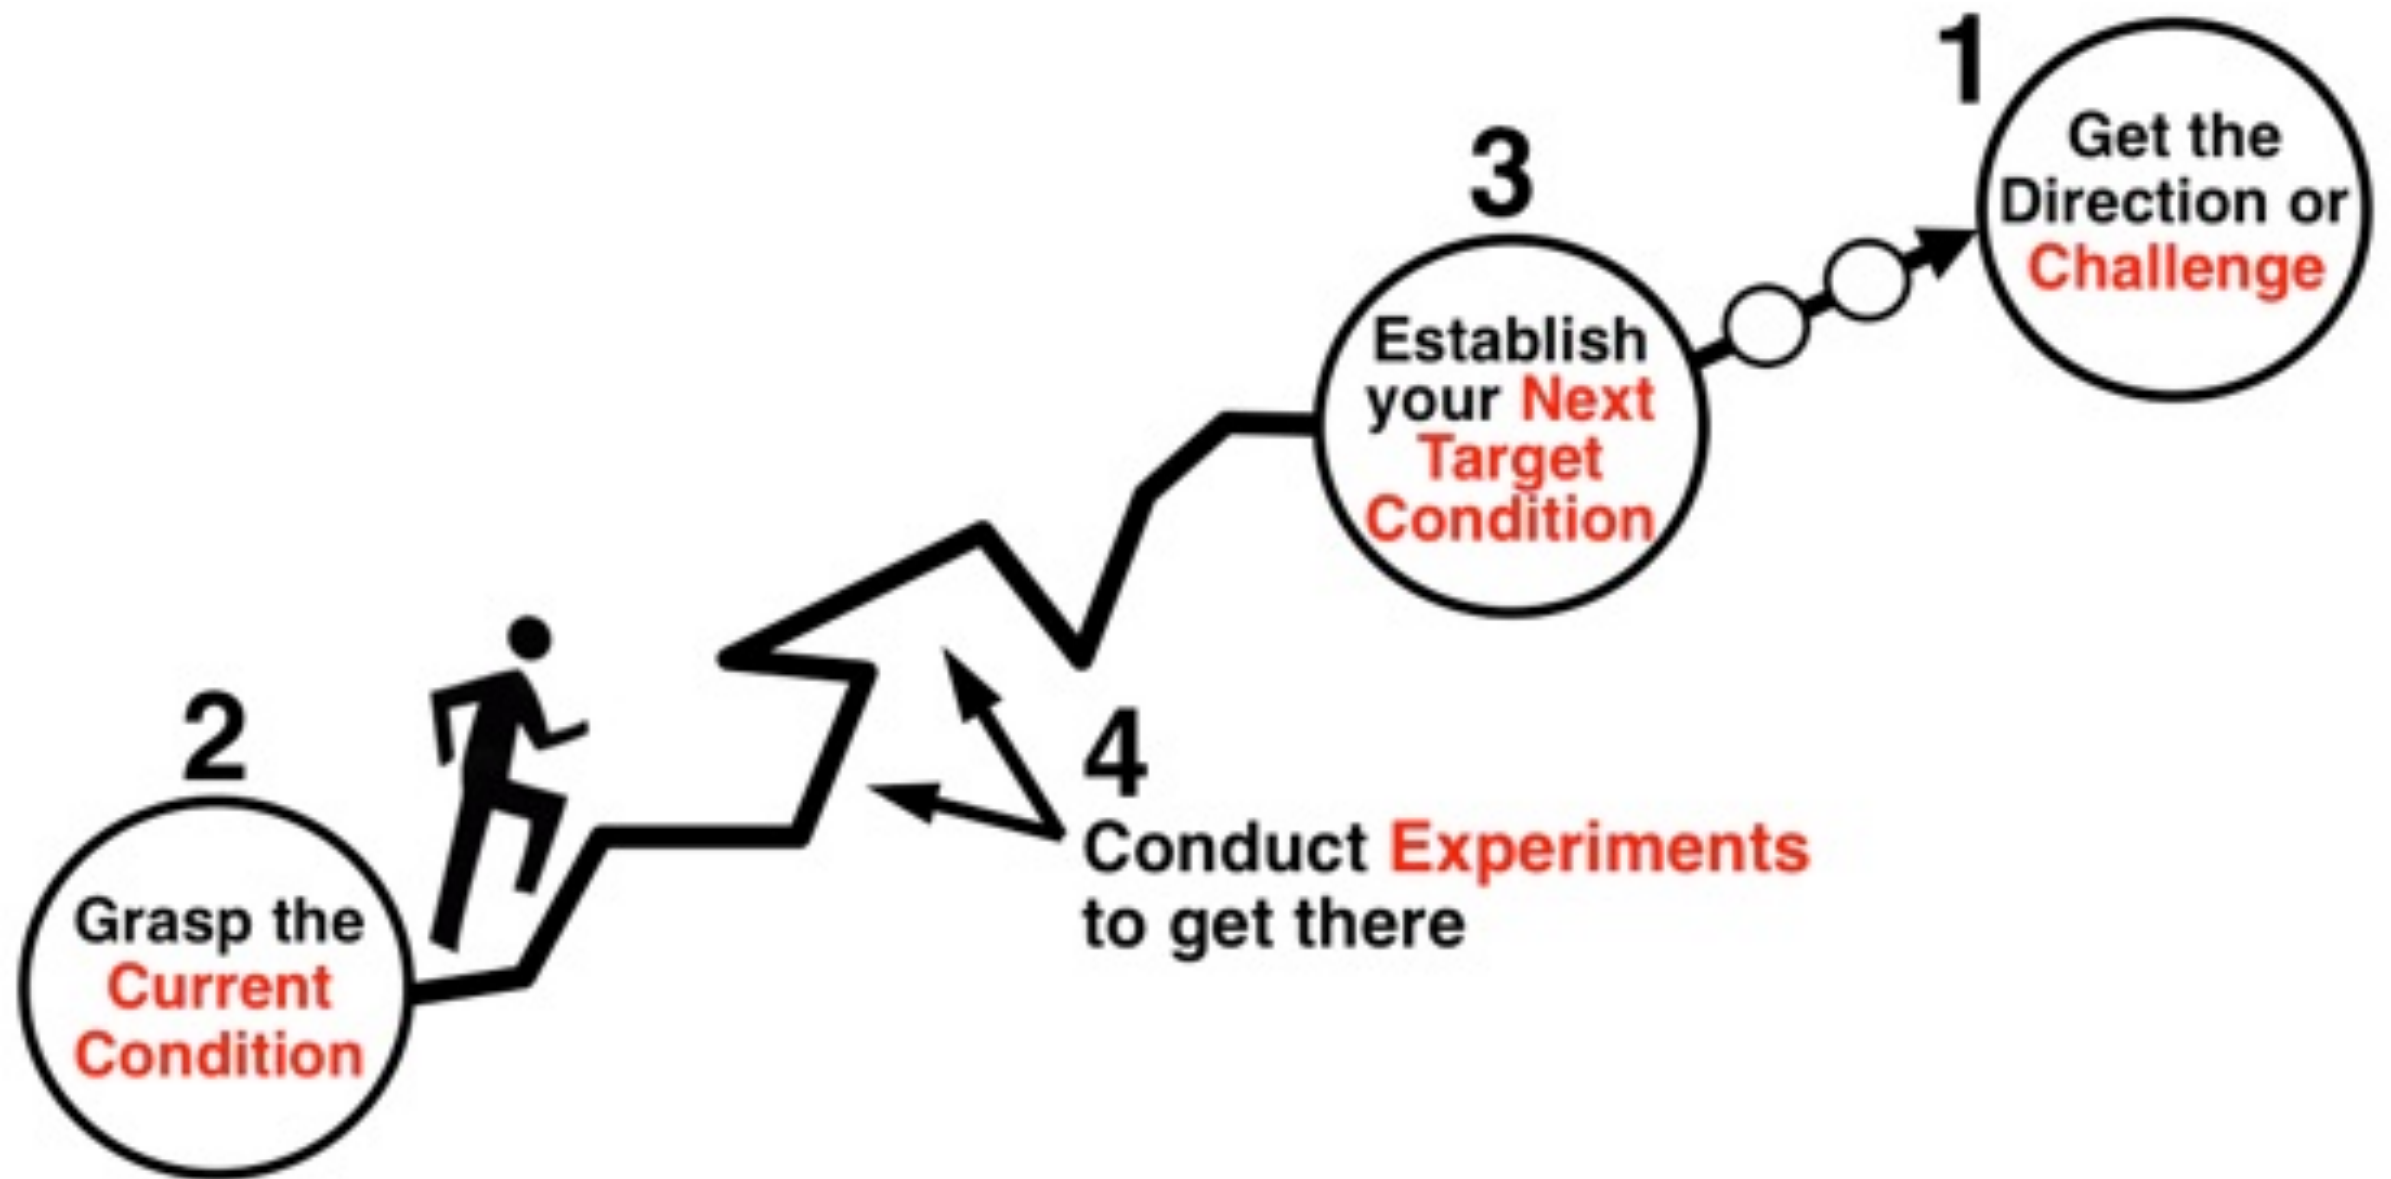 1
Get the
Direction or
Challenge
2
Grasp the
Current
Condition
3
Establish
your Next
Target
Condition
4
Conduct Experiments
to get there